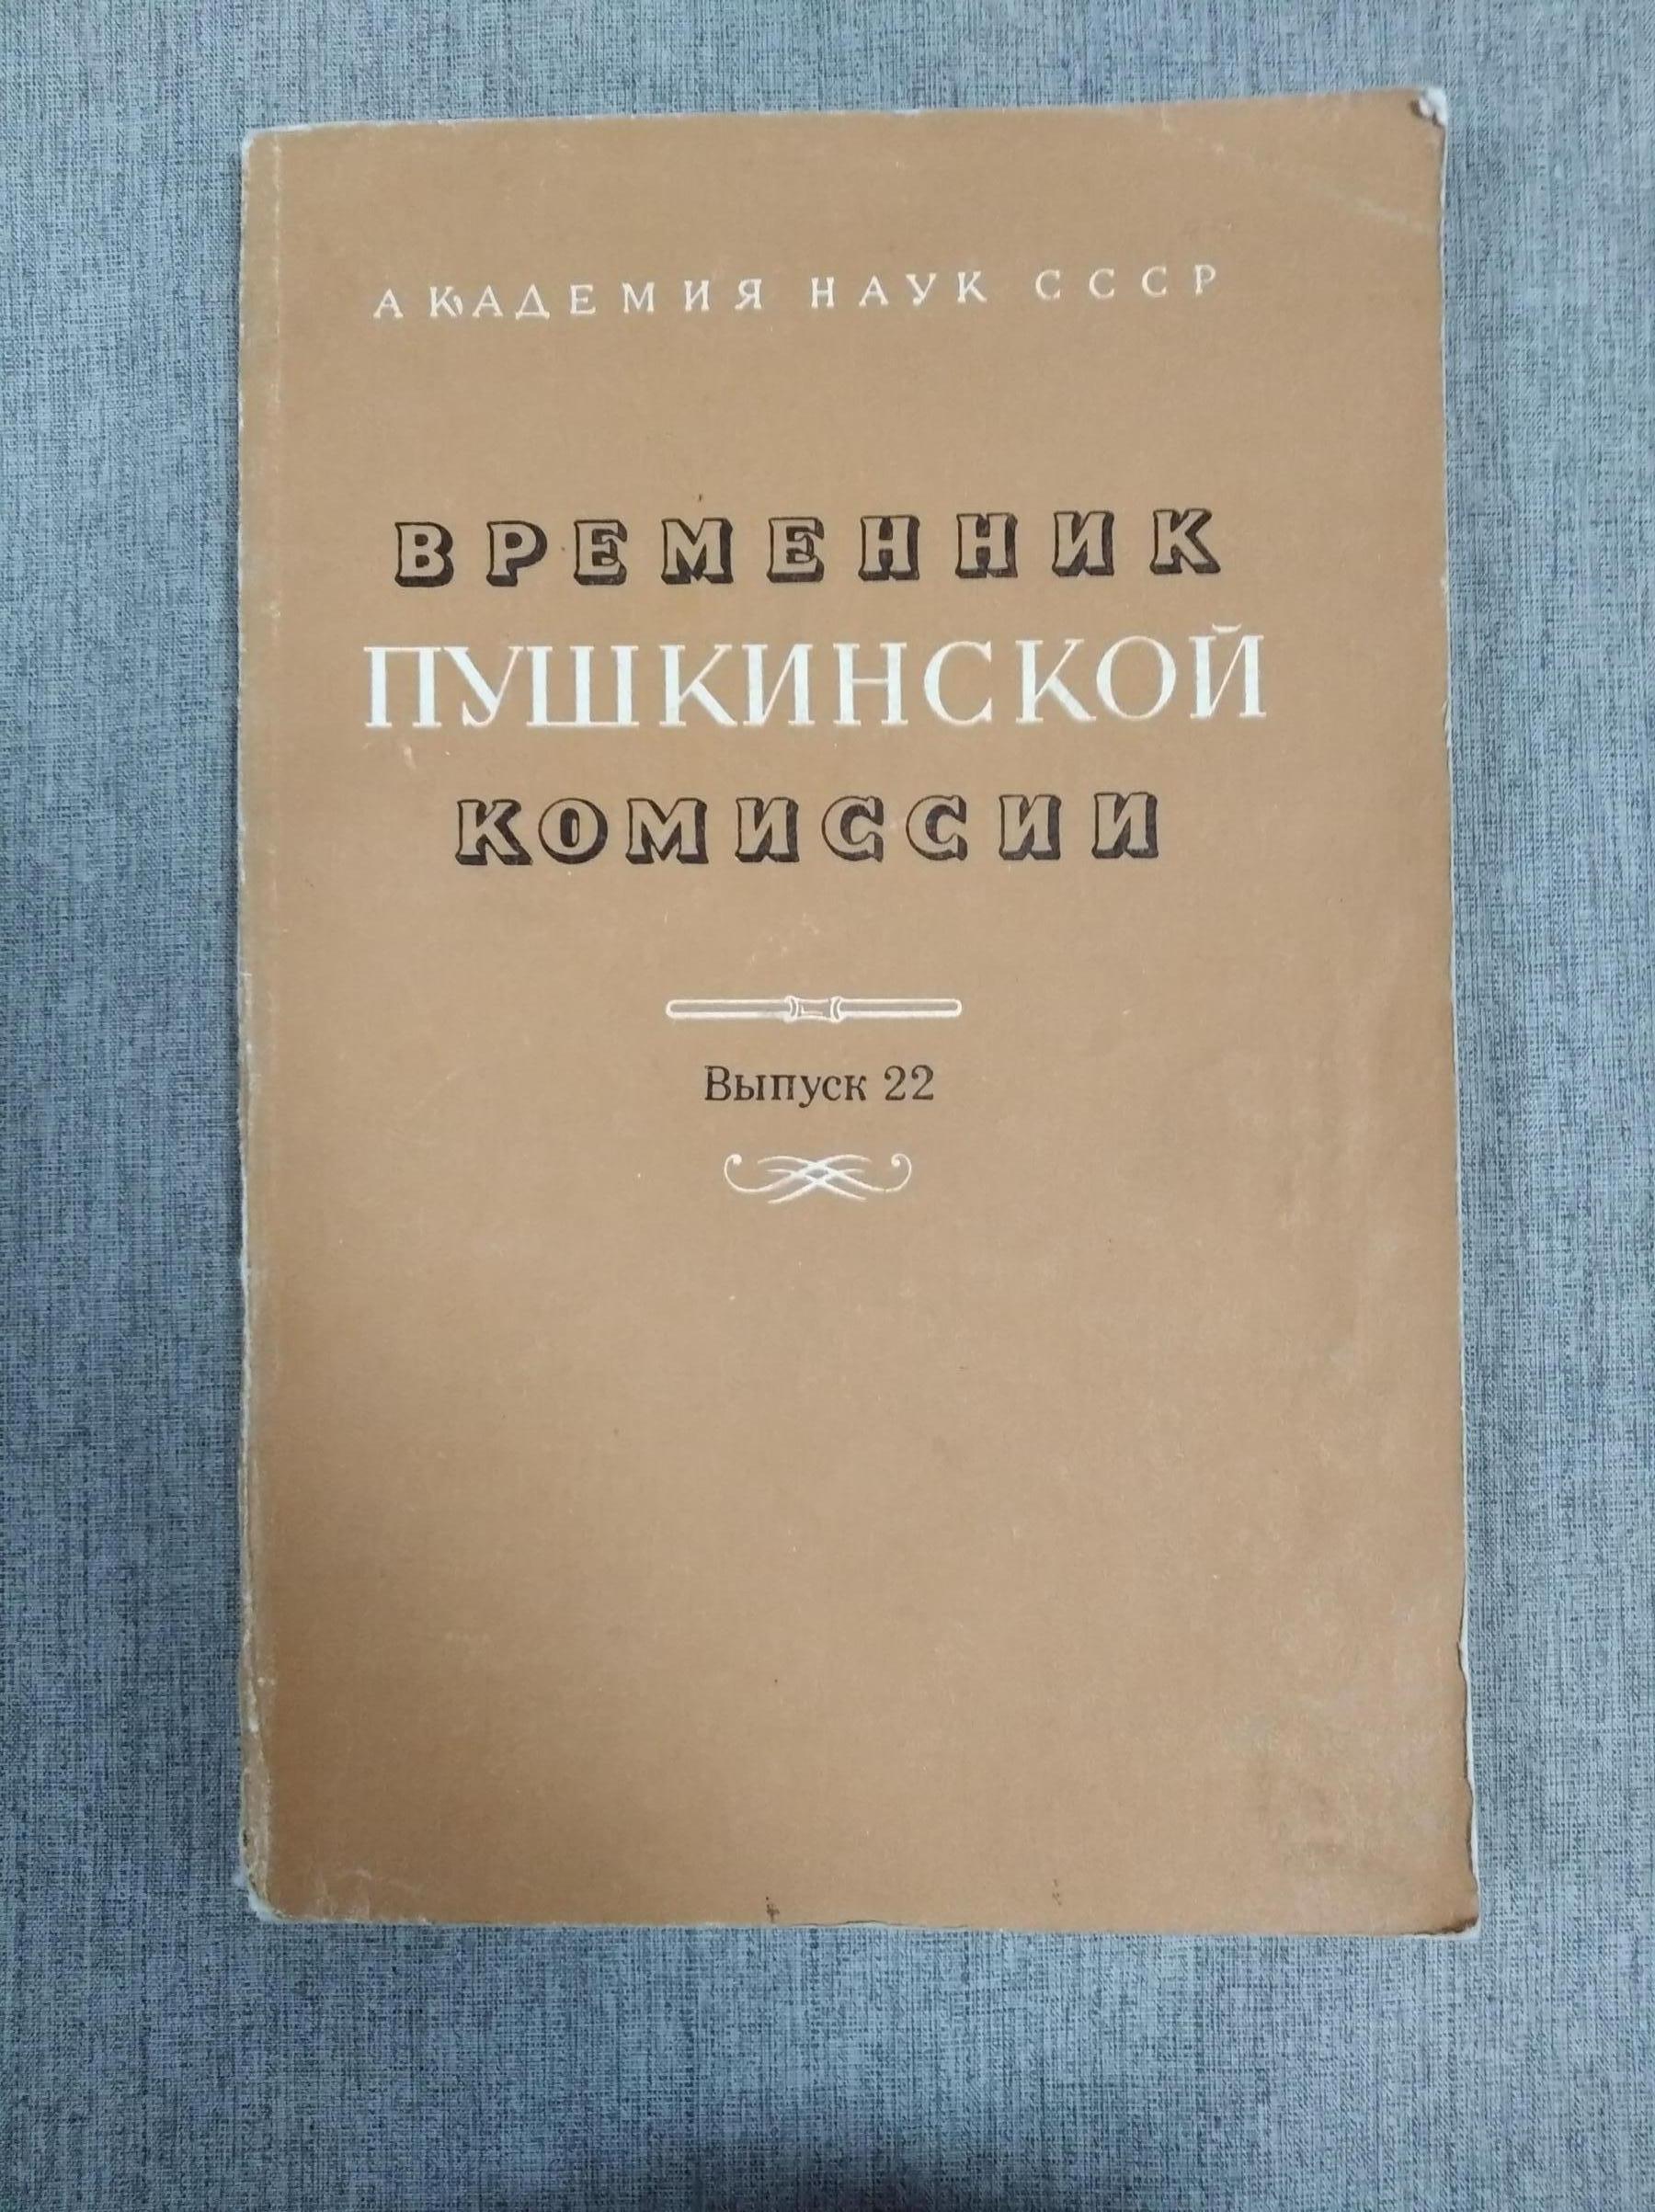 АКАДЕМИЯ НАУК СССР
ВРЕМЕННИК
ПУШКИНСКОЙ
КОМИССИИ
Выпуск 22